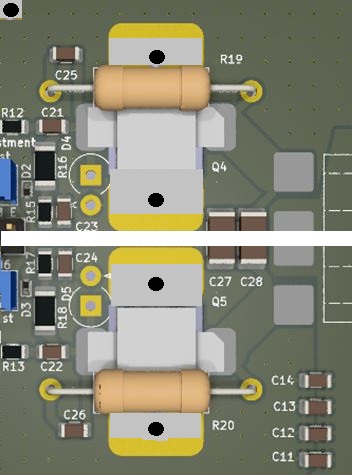 R19
C25
R12
C21
stment
st
D4
R16
D2
Q4
R15
A
C23
C24
R17
C27
C28
D5
Q5
D3
R18
st
R13
C22
C14
C13
C26
R20
C12
C11